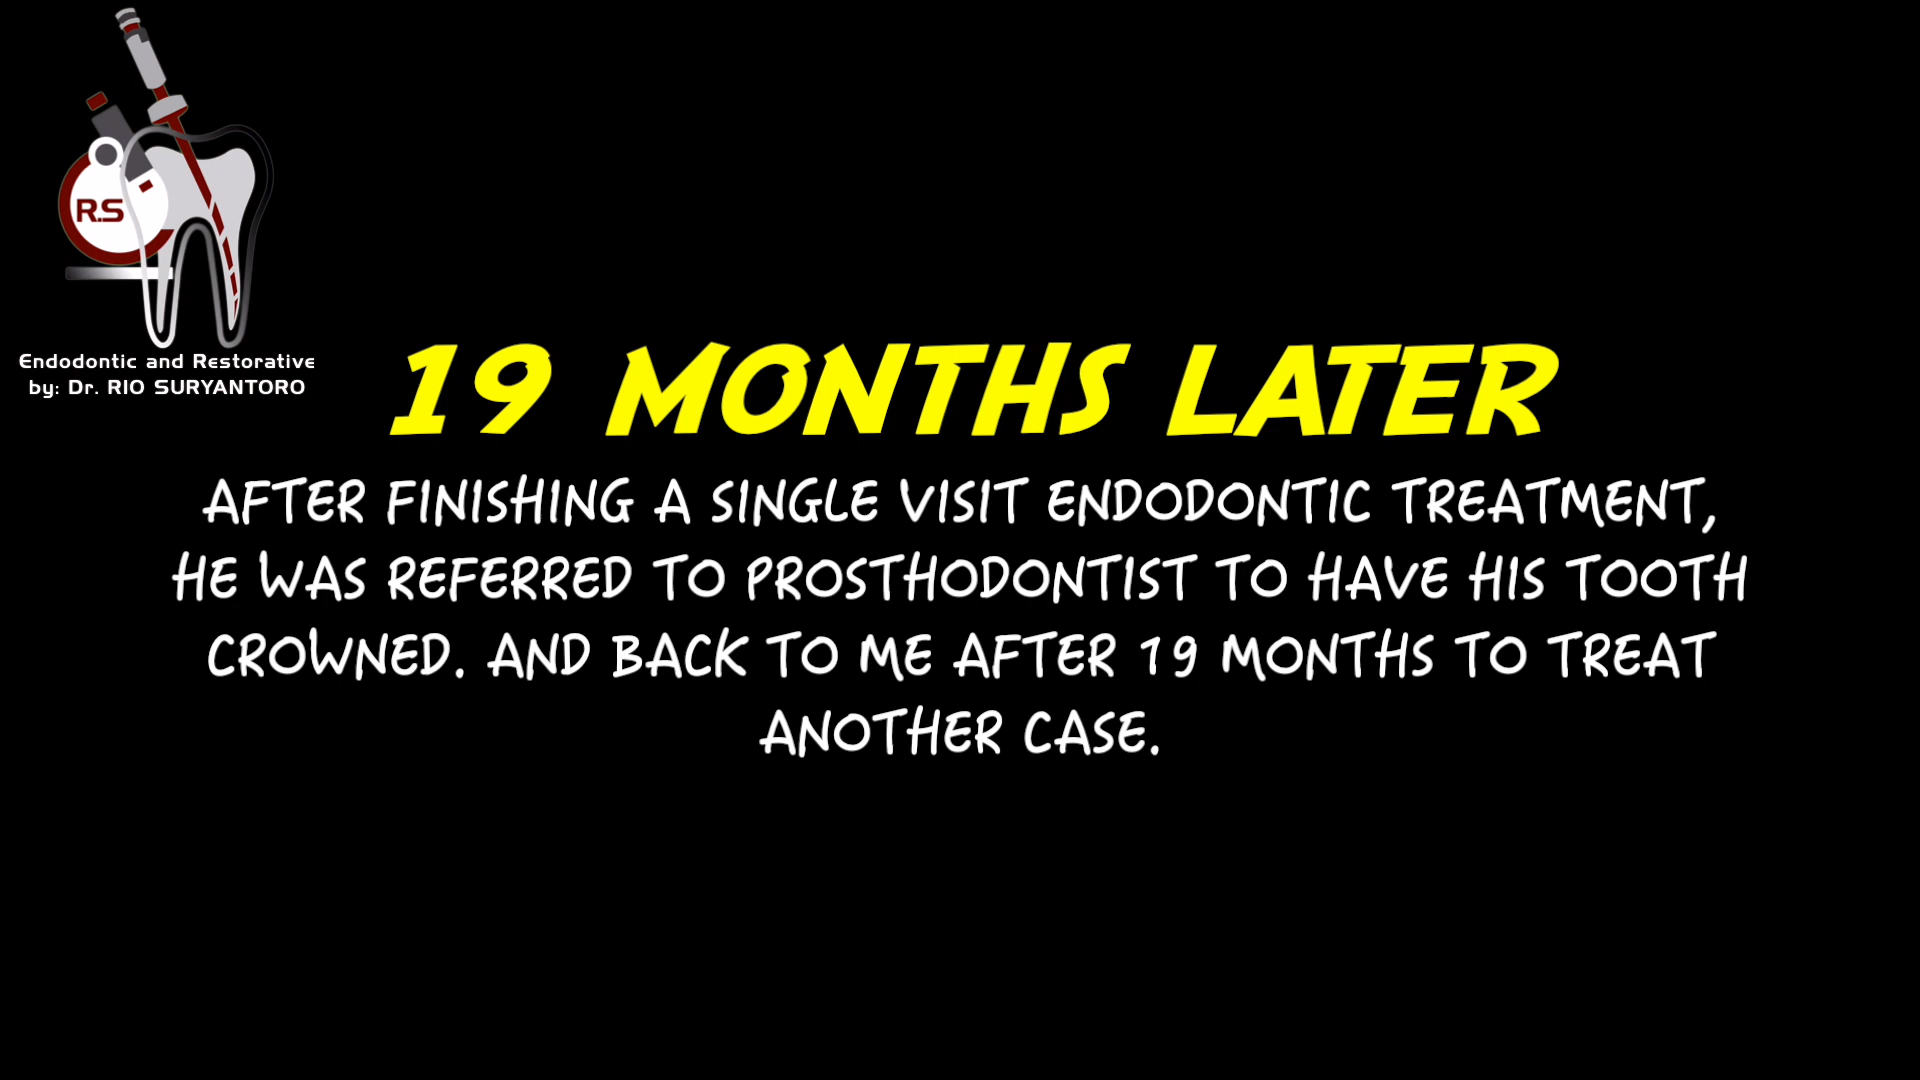 R.S
Endodontic and Restorative
by: Dr. RIO SURYANTORO
19 MONTHS LATER
AFTER FINISHING A SINGLE VISIT ENDODONTIC TREATMENT,
HE WAS REFERRED TO PROSTHODONTIST TO HAVE HIS TOOTH
CROWNED. AND BACK TO ME AFTER 19 MONTHS TO TREAT
ANOTHER CASE.